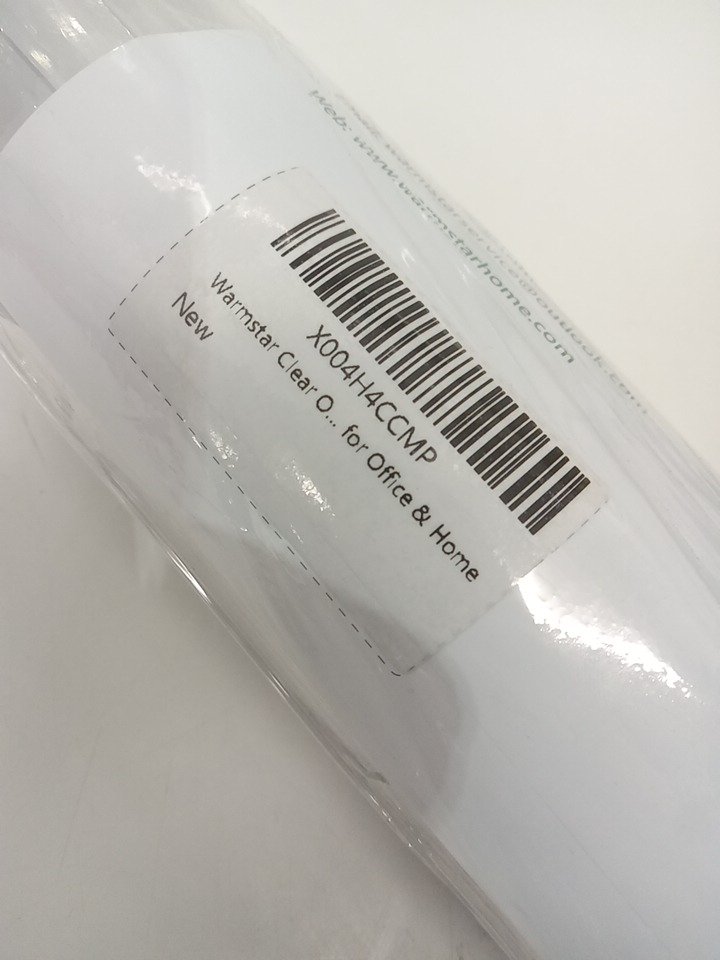 Web: www.warmstarhome.com
X004H4CCMP
Warmstar Clear O... for Office & Home
New